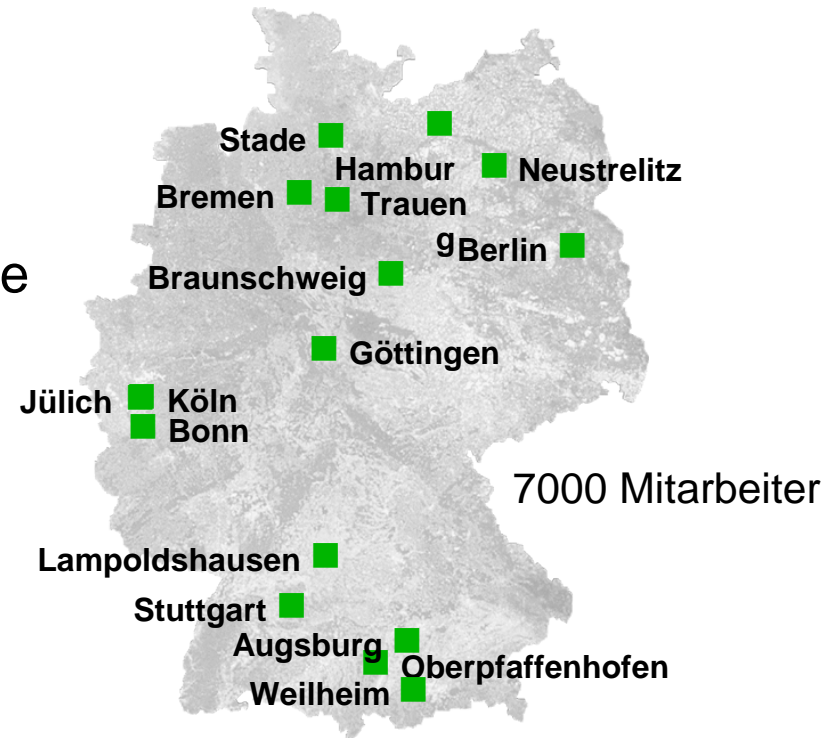 Stade
Hambur
Neustrelitz
Bremen
Trauen
g
Berlin
e
Braunschweig
Göttingen
Jülich
Köln
Bonn
7000 Mitarbeiter
Lampoldshausen
Stuttgart
Augsburg
Oberpfaffenhofen
Weilheim